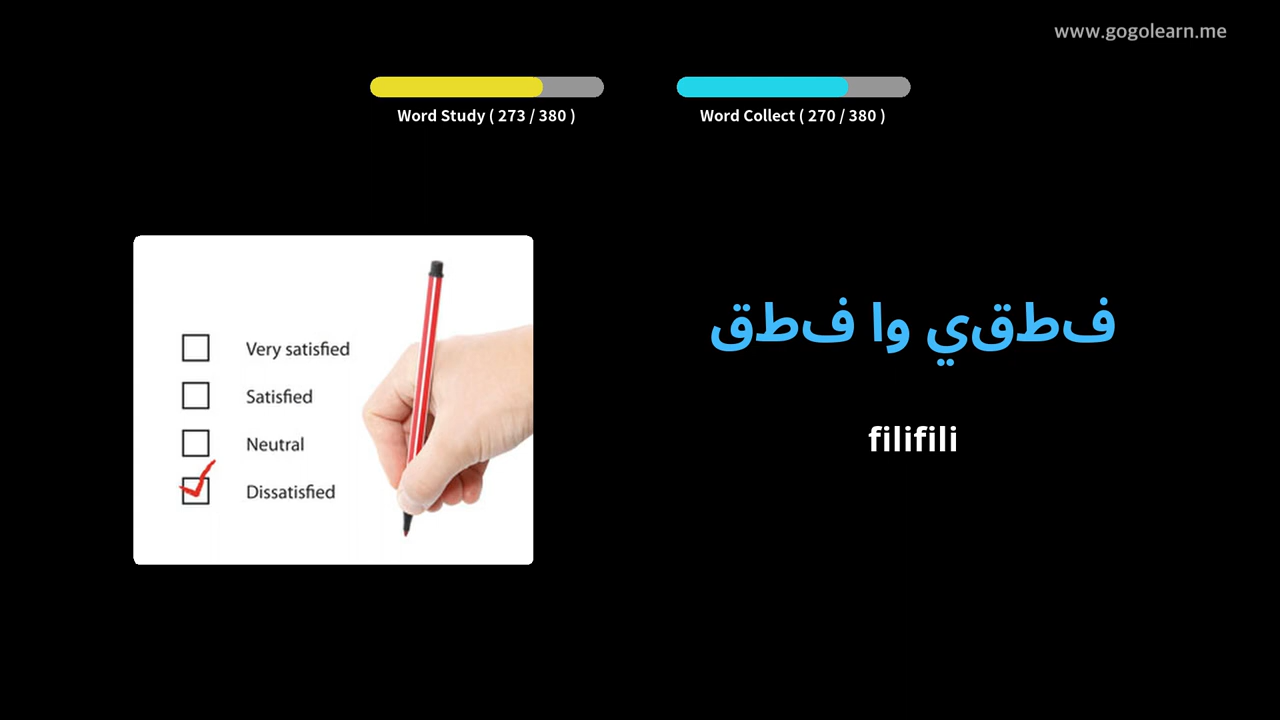 www.gogolearn.me
Word Study ( 273 / 380 )
Word Collect ( 270 / 380 )
Very satisfied
Satisfied
Neutral
Dissatisfied
فطقي وا فطق
filifili